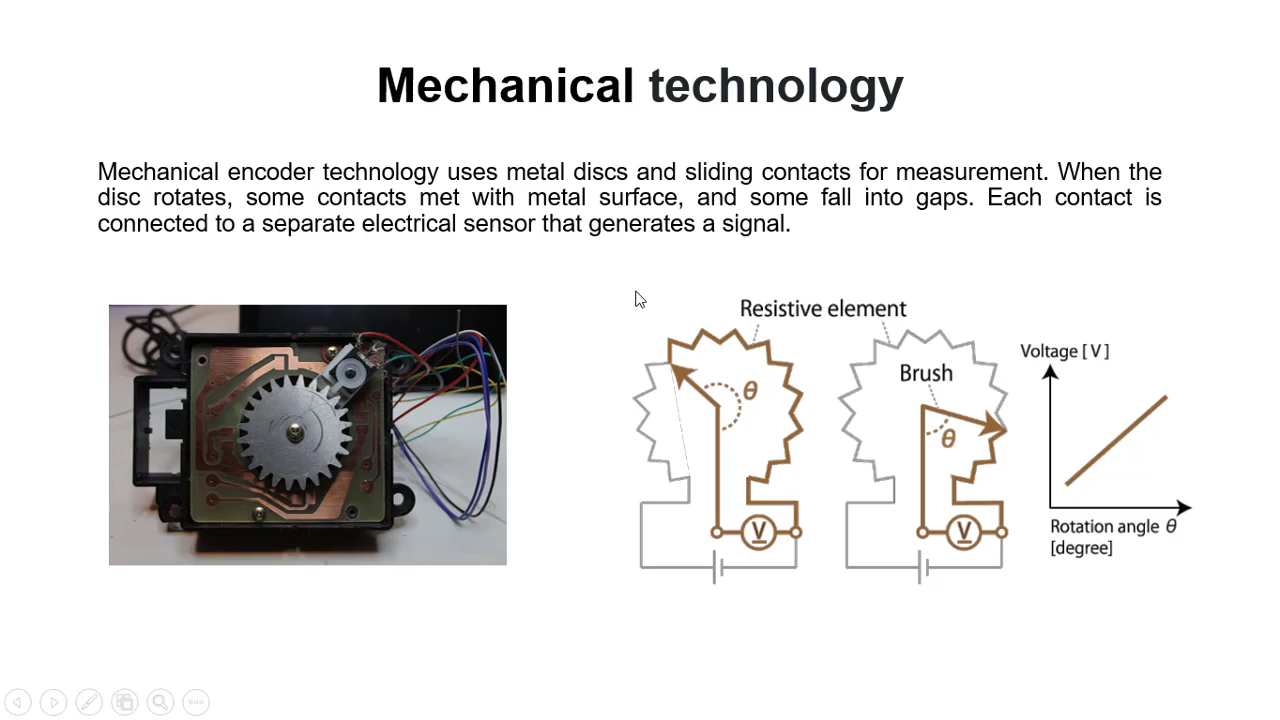 Mechanical technology
Mechanical encoder technology uses metal discs and sliding contacts for measurement. When the
disc rotates, some contacts met with metal surface, and some fall into gaps. Each contact is
connected to a separate electrical sensor that generates a signal.
Resistive element
θ
V
Brush
θ
V
Voltage [ V ]
Rotation angle θ
[degree]